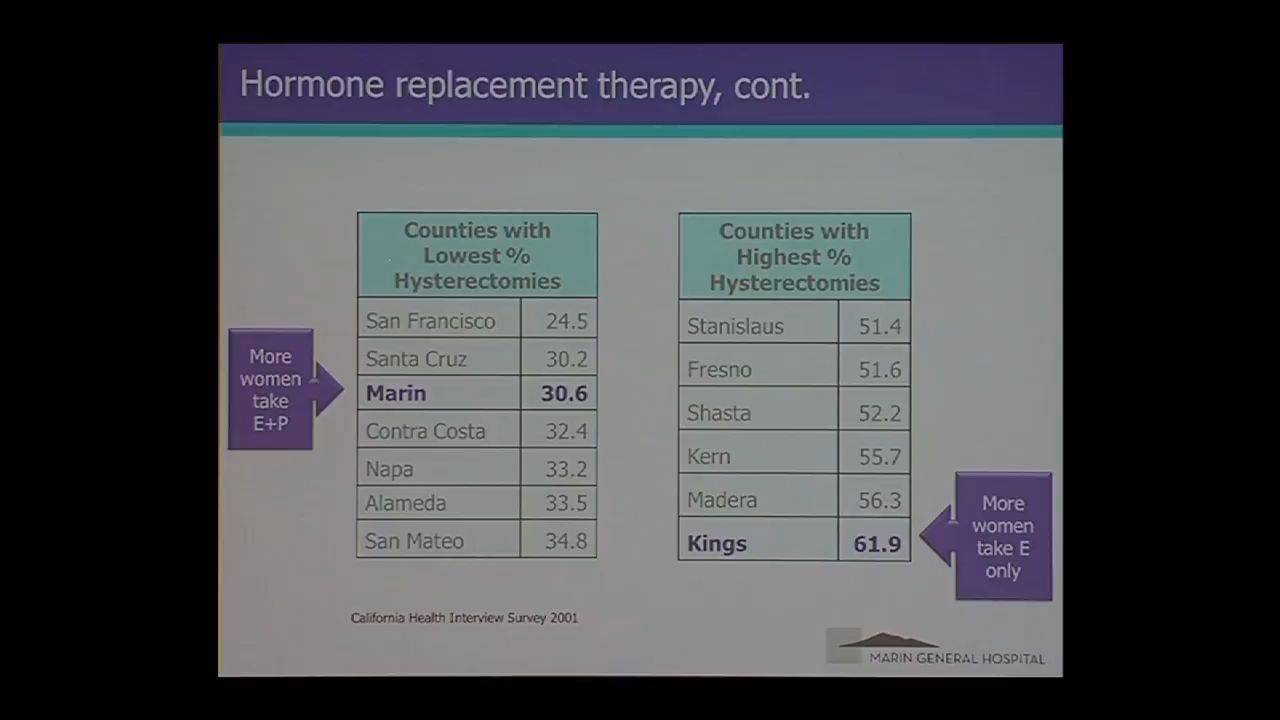 Hormone replacement therapy, cont.
Counties with
Lowest %
Hysterectomies
San Francisco 24.5
Santa Cruz 30.2
Marin 30.6
Contra Costa 32.4
Napa 33.2
Alameda 33.5
San Mateo 34.8
More
women
take
E+P
Counties with
Highest %
Hysterectomies
Stanislaus 51.4
Fresno 51.6
Shasta 52.2
Kern 55.7
Madera 56.3
Kings 61.9
More
women
take E
only
California Health Interview Survey 2001
MARIN GENERAL HOSPITAL